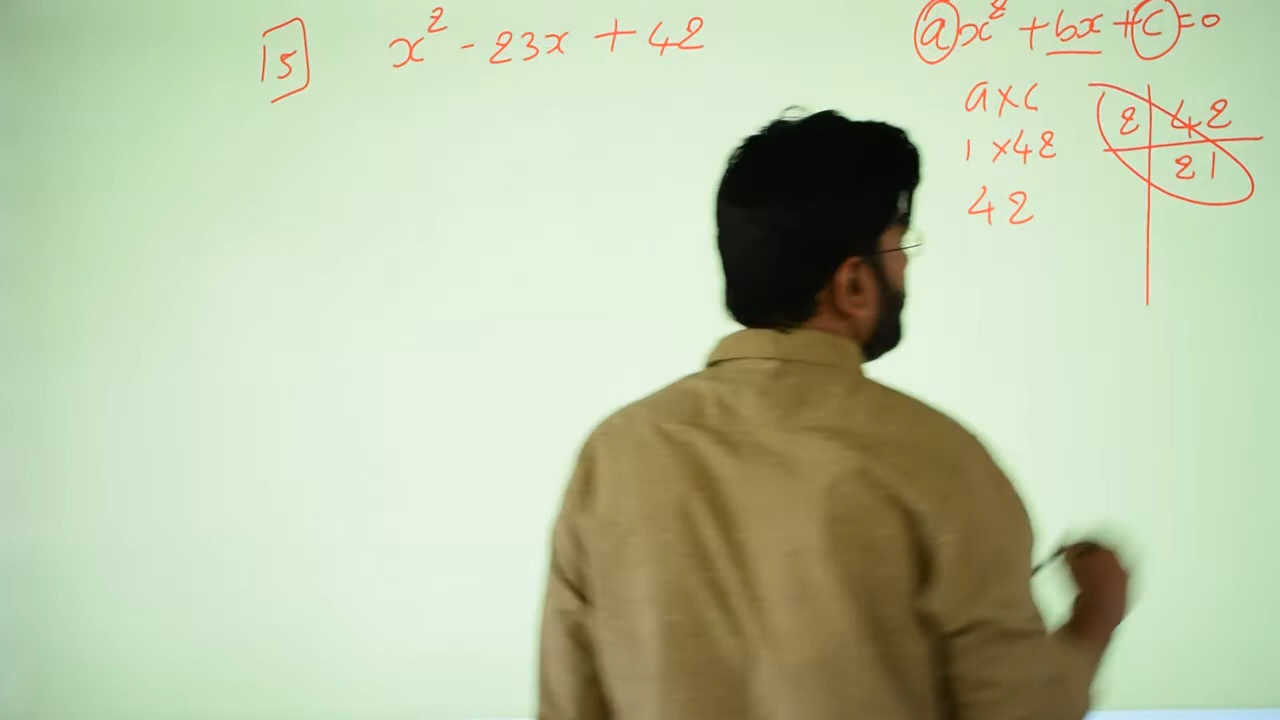 15
x² - 23x + 42
ax² + bx + c = 0
a x c
1 x 42
42
2 | 42
21